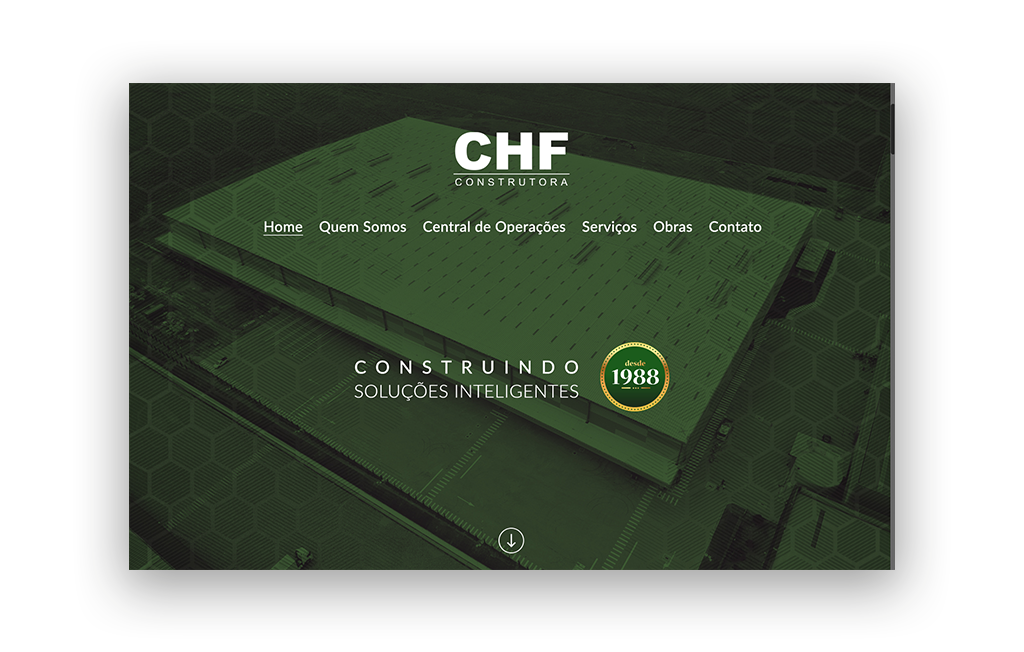 CHF
CONSTRUTORA
Home Quem Somos Central de Operações Serviços Obras Contato
CONSTRUINDO
SOLUÇÕES INTELIGENTES
desde
1988